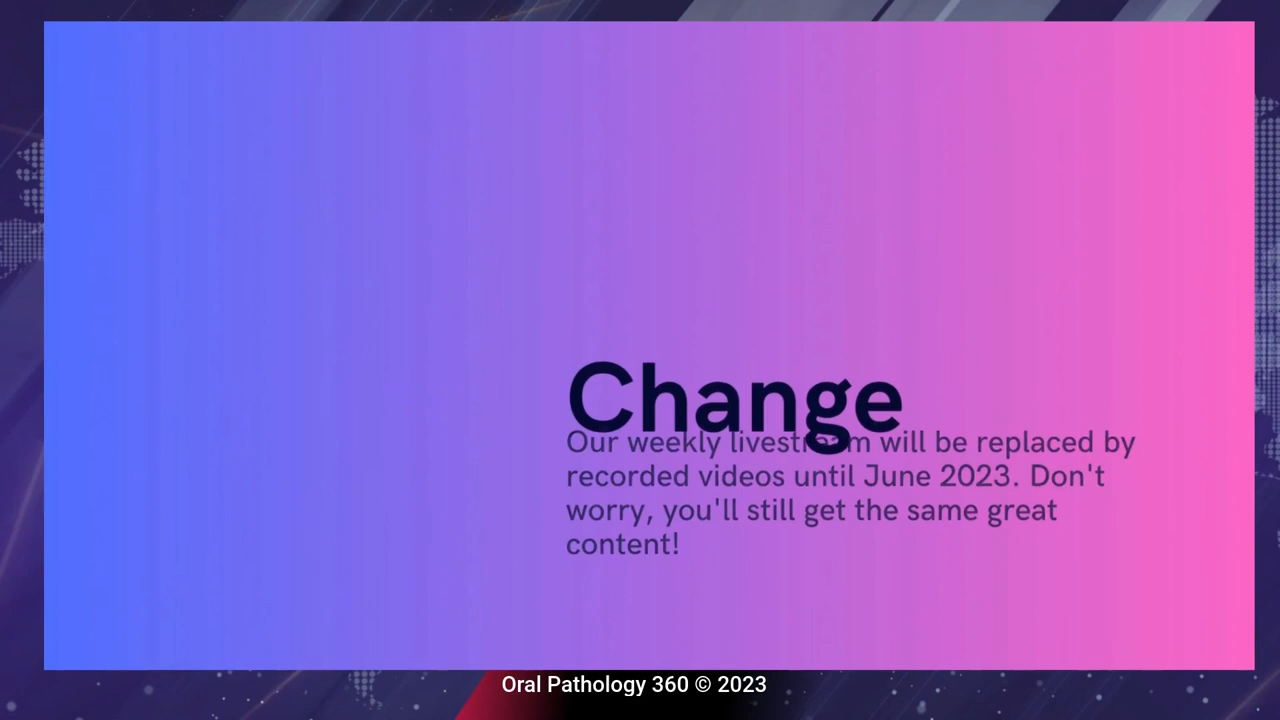 Change
Our weekly livestream will be replaced by
recorded videos until June 2023. Don't
worry, you'll still get the same great
content!
Oral Pathology 360 © 2023